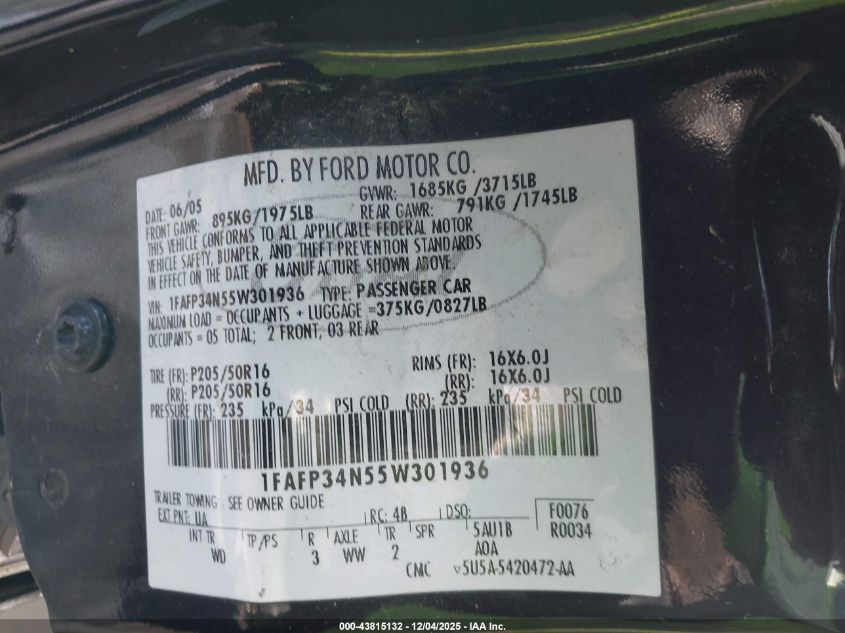 MFD. BY FORD MOTOR CO.
DATE: 06/05 GVWR: 1685KG /3715LB
FRONT GAWR: 895KG/1975LB REAR GAWR: 791KG /1745LB
THIS VEHICLE CONFORMS TO ALL APPLICABLE FEDERAL MOTOR
VEHICLE SAFETY, BUMPER, AND THEFT PREVENTION STANDARDS
IN EFFECT ON THE DATE OF MANUFACTURE SHOWN ABOVE
VIN: 1FAFP34N55W301936 TYPE: PASSENGER CAR
MAXIMUM LOAD = OCCUPANTS + LUGGAGE =375KG/0827LB
OCCUPANTS = 05 TOTAL; 2 FRONT, 03 REAR
TIRE (FR): P205/50R16 RIMS (FR): 16X6.0J
(RR): P205/50R16 (RR): 16X6.0J
PRESSURE (FR): 235 kPa/34 PSI COLD (RR): 235 kPa/34 PSI COLD
1FAFP34N55W301936
TRAILER TOWING - SEE OWNER GUIDE
EXT PNT: UA RC: 4B DSO: F0076
R0034
INT TR TP/PS R AXLE TR SPR 5AU1B
WD 3 WW 2 AOA
CMC v5U5A-5420472-AA
000-43815132 - 12/04/2025 - IAA Inc.